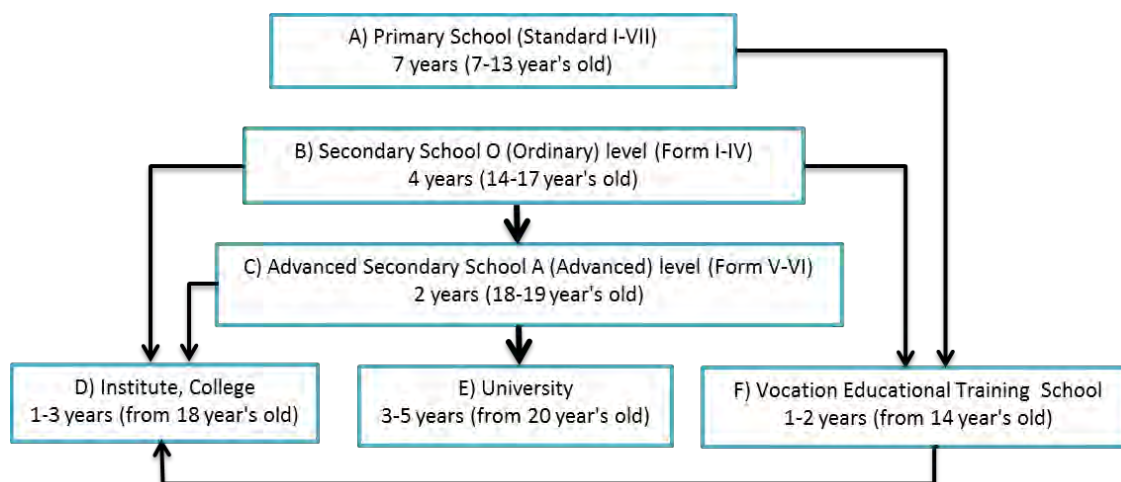 A) Primary School (Standard I-VII)
7 years (7-13 year's old)
B) Secondary School O (Ordinary) level (Form I-IV)
4 years (14-17 year's old)
C) Advanced Secondary School A (Advanced) level (Form V-VI)
2 years (18-19 year's old)
D) Institute, College
1-3 years (from 18 year's old)
E) University
3-5 years (from 20 year's old)
F) Vocation Educational Training School
1-2 years (from 14 year's old)